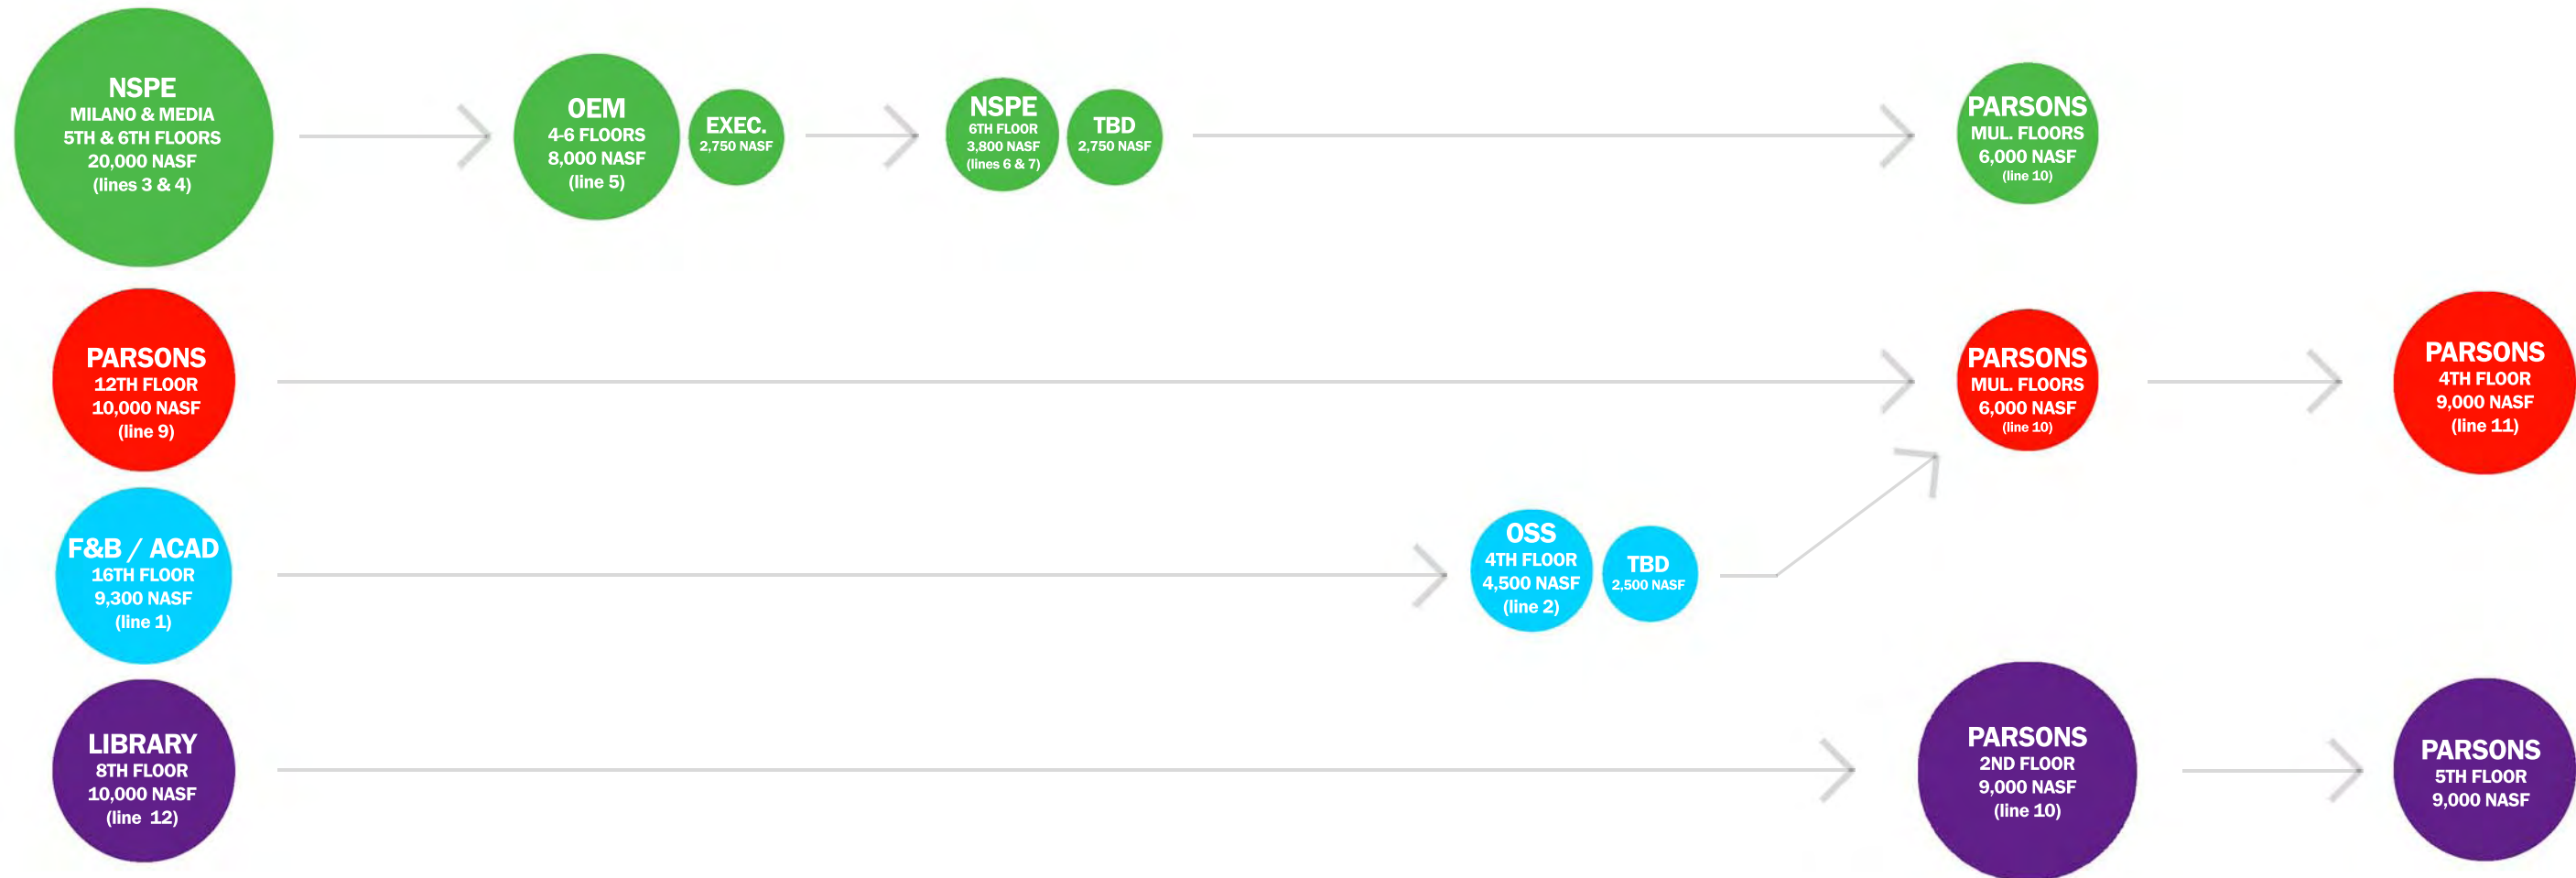 NSPE
MILANO & MEDIA
5TH & 6TH FLOORS
20,000 NASF
(lines 3 & 4)
OEM
4-6 FLOORS
8,000 NASF
(line 5)
EXEC.
2,750 NASF
NSPE
6TH FLOOR
3,800 NASF
(lines 6 & 7)
TBD
2,750 NASF
PARSONS
MUL. FLOORS
6,000 NASF
(line 10)
PARSONS
12TH FLOOR
10,000 NASF
(line 9)
PARSONS
MUL. FLOORS
6,000 NASF
(line 10)
PARSONS
4TH FLOOR
9,000 NASF
(line 11)
F&B / ACAD
16TH FLOOR
9,300 NASF
(line 1)
OSS
4TH FLOOR
4,500 NASF
(line 2)
TBD
2,500 NASF
LIBRARY
8TH FLOOR
10,000 NASF
(line 12)
PARSONS
2ND FLOOR
9,000 NASF
(line 10)
PARSONS
5TH FLOOR
9,000 NASF